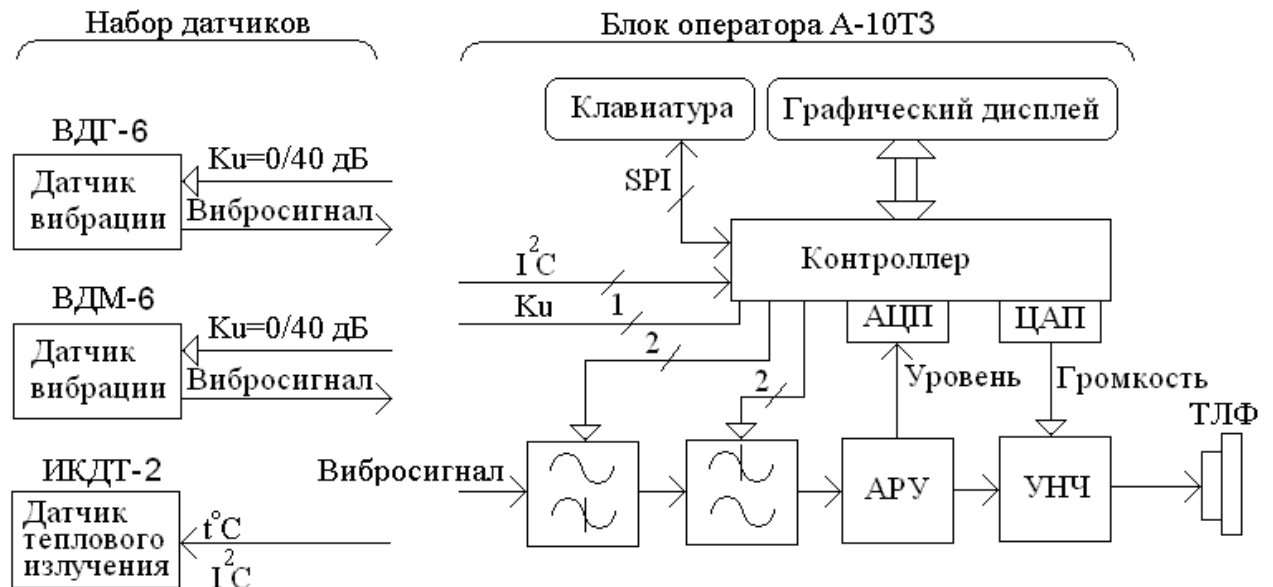 Набор датчиков
ВДГ-6
Датчик
вибрации
Ku=0/40 дБ
Вибросигнал
ВДМ-6
Датчик
вибрации
Ku=0/40 дБ
Вибросигнал
ИКДТ-2
Датчик
теплового
излучения
t°C
I²C
Блок оператора А-10Т3
Клавиатура
Графический дисплей
SPI
Контроллер
I²C
Ku
1
2
2
АЦП
ЦАП
Уровень
Громкость
ТЛФ
Вибросигнал
АРУ
УНЧ